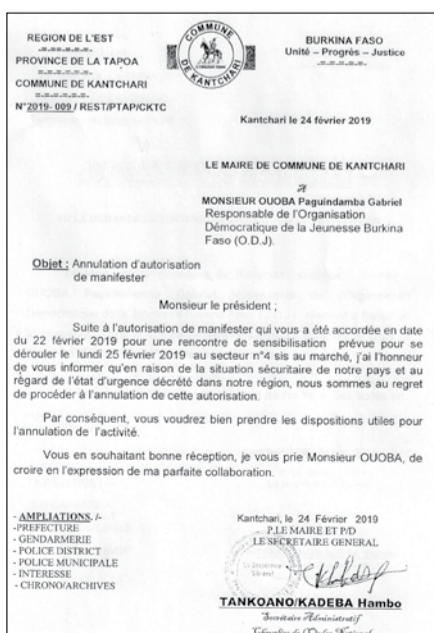 REGION DE L'EST
-=-=-=-=-=-
PROVINCE DE LA TAPOA
-=-=-=-=-=-
COMMUNE DE KANTCHARI
-=-=-=-=-=-
N°2019- 009 / REST/PTAP/CKTC
COMMUNE
DE KANTCHARI
BURKINA FASO
Unité – Progrès – Justice
-=-=-=-=-=-
Kantchari le 24 février 2019
LE MAIRE DE COMMUNE DE KANTCHARI
MONSIEUR OUOBA Paguindamba Gabriel
Responsable de l'Organisation
Démocratique de la Jeunesse Burkina
Faso (O.D.J).
Objet : Annulation d'autorisation
de manifester
Monsieur le président ;
Suite à l'autorisation de manifester qui vous a été accordée en date
du 22 février 2019 pour une rencontre de sensibilisation prévue pour se
dérouler le lundi 25 février 2019 au secteur n°4 sis au marché, j'ai l'honneur
de vous informer qu'en raison de la situation sécuritaire de notre pays et au
regard de l'état d'urgence décrété dans notre région, nous sommes au regret
de procéder à l'annulation de cette autorisation.
Par conséquent, vous voudrez bien prendre les dispositions utiles pour
l'annulation de l'activité.
Vous en souhaitant bonne réception, je vous prie Monsieur OUOBA, de
croire en l'expression de ma parfaite collaboration.
- AMPLIATIONS. /-
-PREFECTURE
- GENDARMERIE
- POLICE DISTRICT
- POLICE MUNICIPALE
- INTERESSE
- CHRONO/ARCHIVES
Kantchari, le 24 Février 2019
P.LE MAIRE ET P/D
LE SECRETAIRE GENERAL
Le Secrétaire
Général
TANKOANO/KADEBA Hambo
Secrétaire Administratif